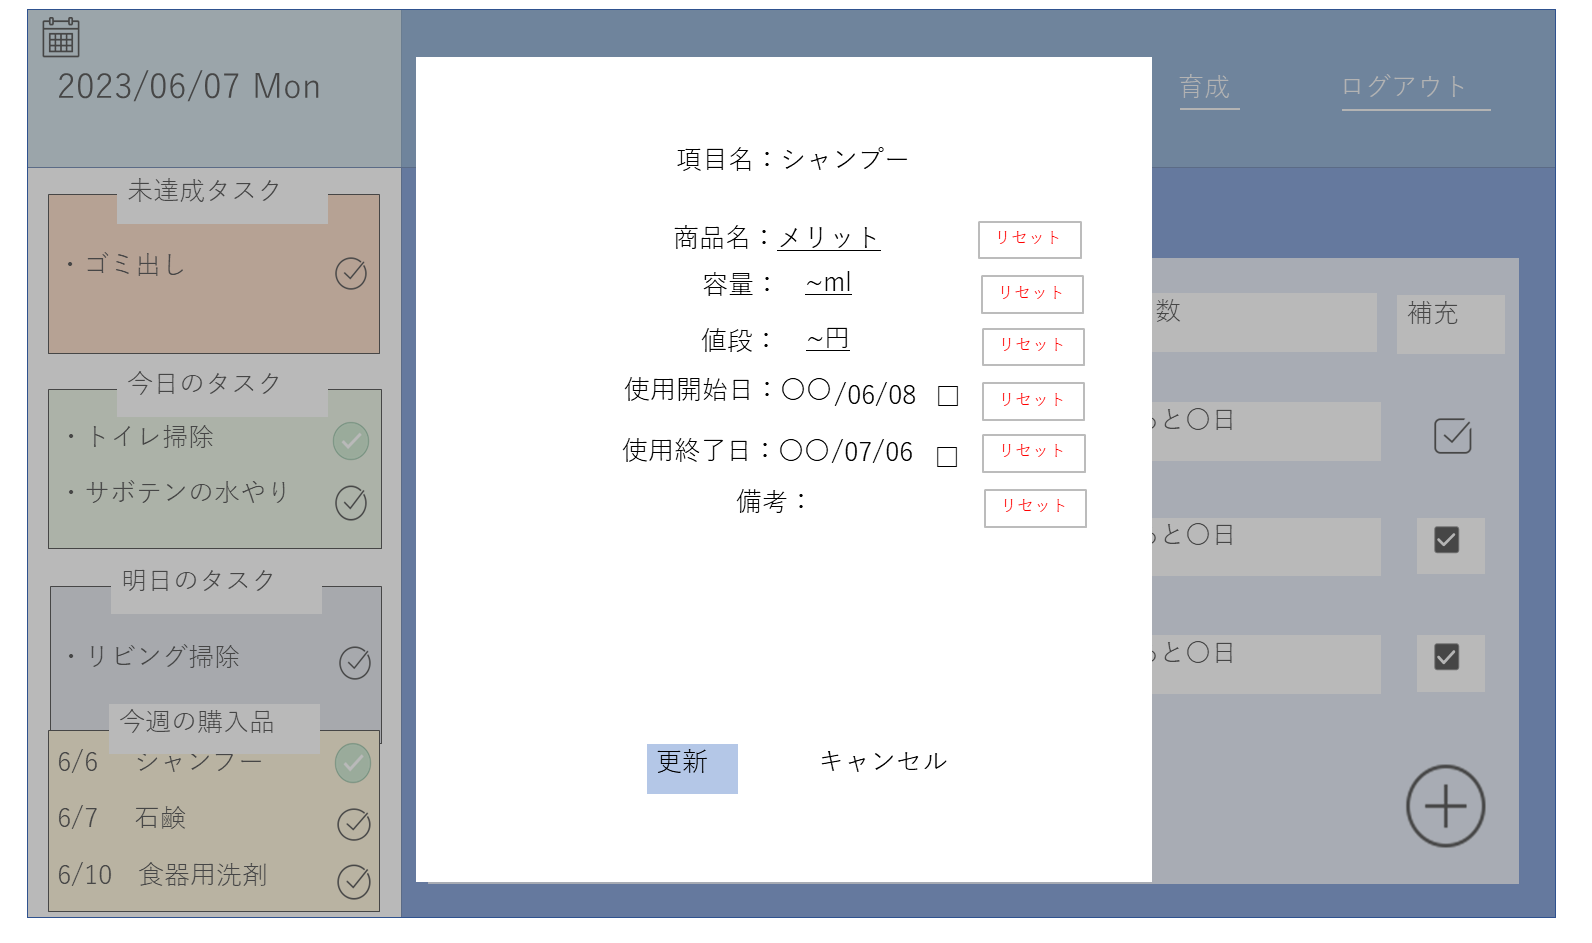 2023/06/07 Mon
育成
ログアウト
未達成タスク
・ゴミ出し
今日のタスク
・トイレ掃除
・サボテンの水やり
明日のタスク
・リビング掃除
今週の購入品
6/6 シャンプー
6/7 石鹸
6/10 食器用洗剤
項目名：シャンプー
商品名：メリット リセット
容量： ~ml リセット
値段： ~円 リセット
使用開始日：〇〇/06/08 □ リセット
使用終了日：〇〇/07/06 □ リセット
備考： リセット
更新 キャンセル
数
補充
と〇日
と〇日
と〇日